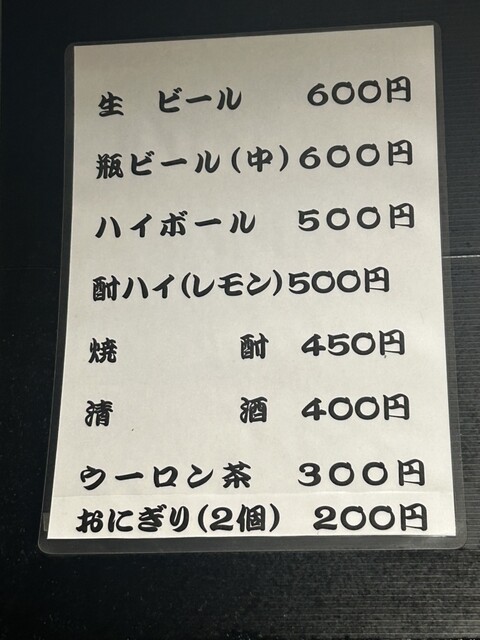 生　ビール　600円
瓶ビール(中)600円
ハイボール　500円
酎ハイ(レモン)500円
焼　酎　450円
清　酒　400円
ウーロン茶　300円
おにぎり(2個)　200円